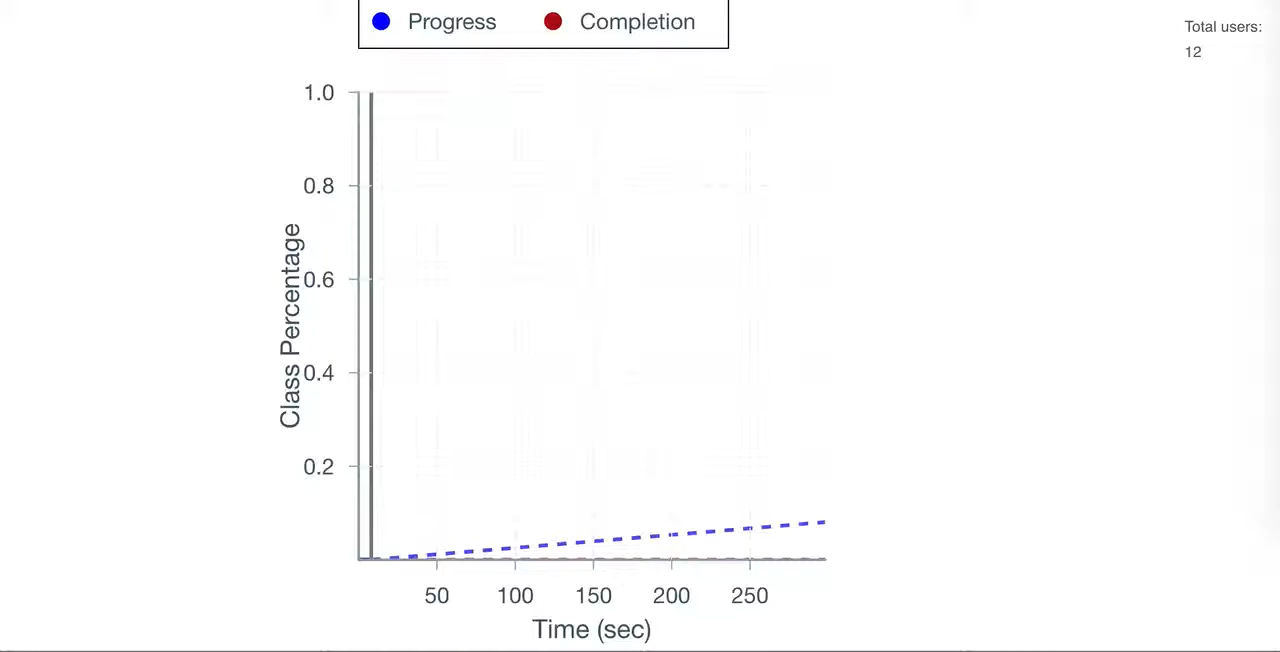 Progress
Completion
Total users:
12
1.0
0.8
0.6
0.4
0.2
Class Percentage
50 100 150 200 250
Time (sec)